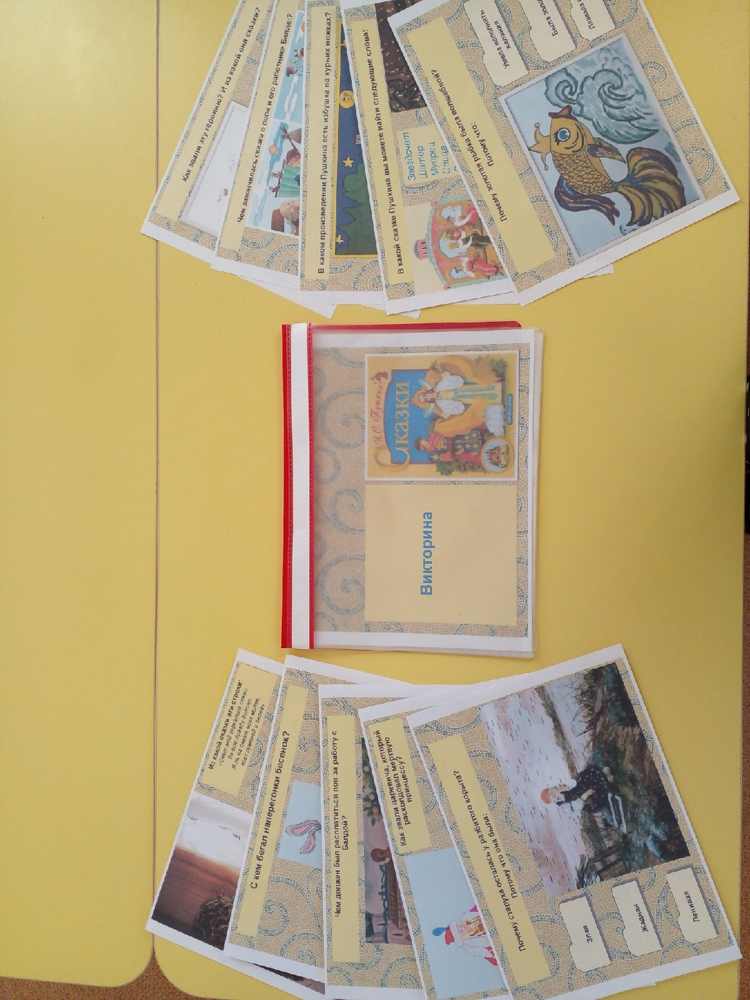 Из какой сказки эти строки:
«Свет мой зеркальце скажи
да всю правду доложи
Я ль на свете всех милее,
всех румяней и белее»
С кем бегал наперегонки бесенок?
Чем должен был расплатиться поп за работу с
Балдой?
Как звали царевича, который
расколдовал мертвую
принцессу?
Почему старуха осталась у разбитого корыта?
Потому что она была:
Злая
Жадная
Ленивая
Викторина
А.С. Пушкин
Сказки
Как звали эту героиню? И из какой она сказки?
Чем закончилась сказка о попе и его работнике Балде:?
В каком произведении Пушкина есть избушка на курьих ножках?
В какой сказке Пушкина вы можете найти следующие слова:
Звездочет
Шатер
Мудрец
Спица
Почему золотая рыбка была волшебной?
Потому что:
Умела исполнять
желания
Была
Плавала